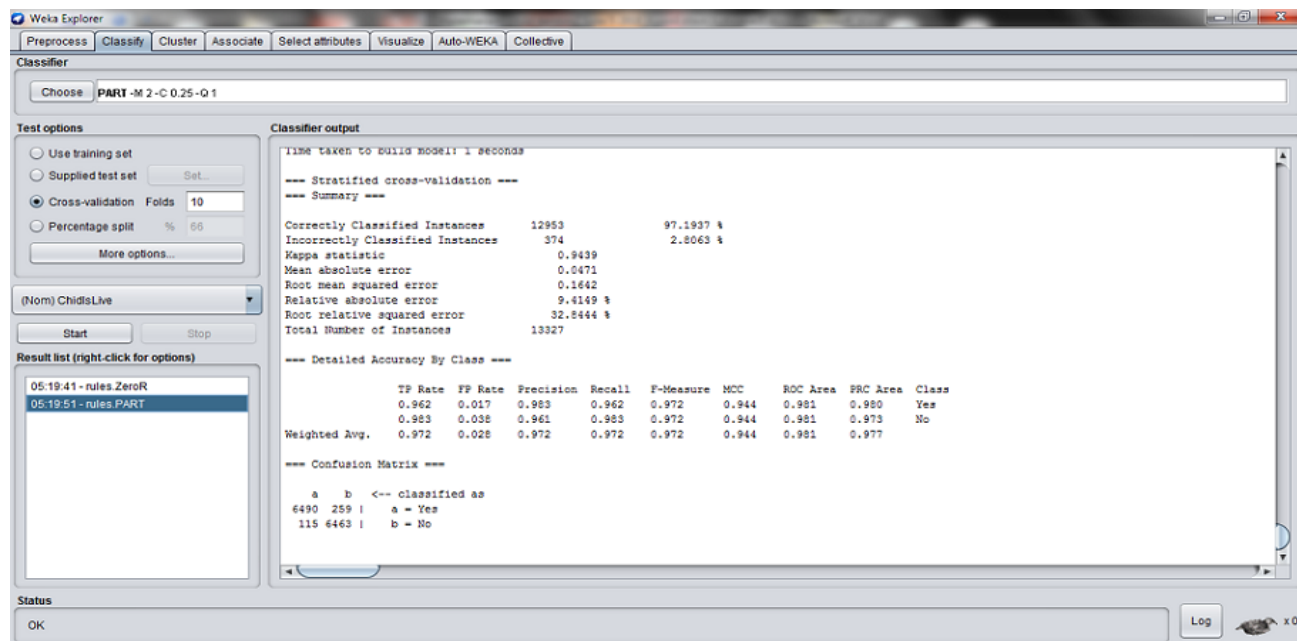 Weka Explorer
Preprocess Classify Cluster Associate Select attributes Visualize Auto-WEKA Collective
Classifier
Choose PART -M 2 -C 0.25 -Q 1
Test options
Use training set
Supplied test set Set...
Cross-validation Folds 10
Percentage split % 66
More options...
(Nom) ChidIsLive
Start Stop
Result list (right-click for options)
05:19:41 - rules.ZeroR
05:19:51 - rules.PART
Classifier output
Time taken to build model: 1 seconds
=== Stratified cross-validation ===
=== Summary ===
Correctly Classified Instances 12953 97.1937 %
Incorrectly Classified Instances 374 2.8063 %
Kappa statistic 0.9439
Mean absolute error 0.0471
Root mean squared error 0.1642
Relative absolute error 9.4149 %
Root relative squared error 32.8444 %
Total Number of Instances 13327
=== Detailed Accuracy By Class ===
TP Rate FP Rate Precision Recall F-Measure MCC ROC Area PRC Area Class
0.962 0.017 0.983 0.962 0.972 0.944 0.981 0.980 Yes
0.983 0.038 0.961 0.983 0.972 0.944 0.981 0.973 No
Weighted Avg. 0.972 0.028 0.972 0.972 0.972 0.944 0.981 0.977
=== Confusion Matrix ===
a b <-- classified as
6490 259 | a = Yes
115 6463 | b = No
Status
OK
Log x 0